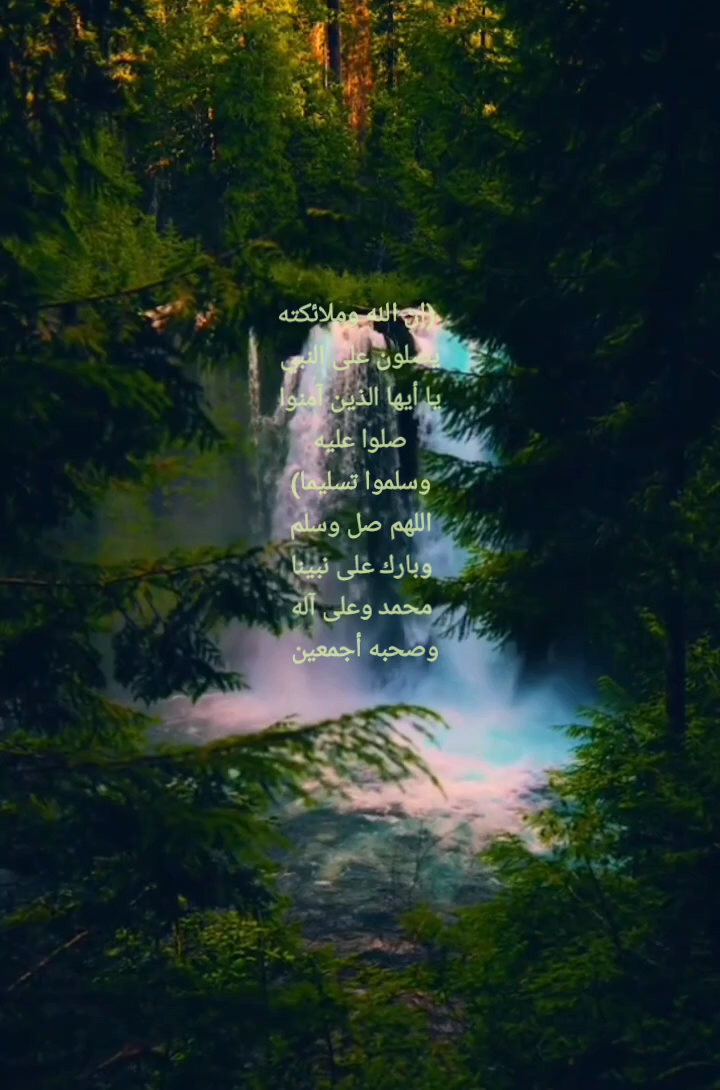 (إن الله وملائكته
يصلون على النبي
يا أيها الذين آمنوا
صلوا عليه
وسلموا تسليما)
اللهم صل وسلم
وبارك على نبينا
محمد وعلى آله
وصحبه أجمعين